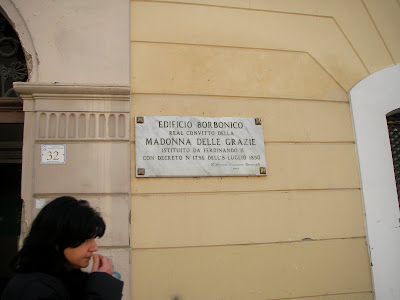 EDIFICIO BORBONICO
REAL CONVITTO DELLA
MADONNA DELLE GRAZIE
ISTITUITO DA FERDINANDO II
CON DECRETO N. 1736 DELL'8 LUGLIO 1850
32